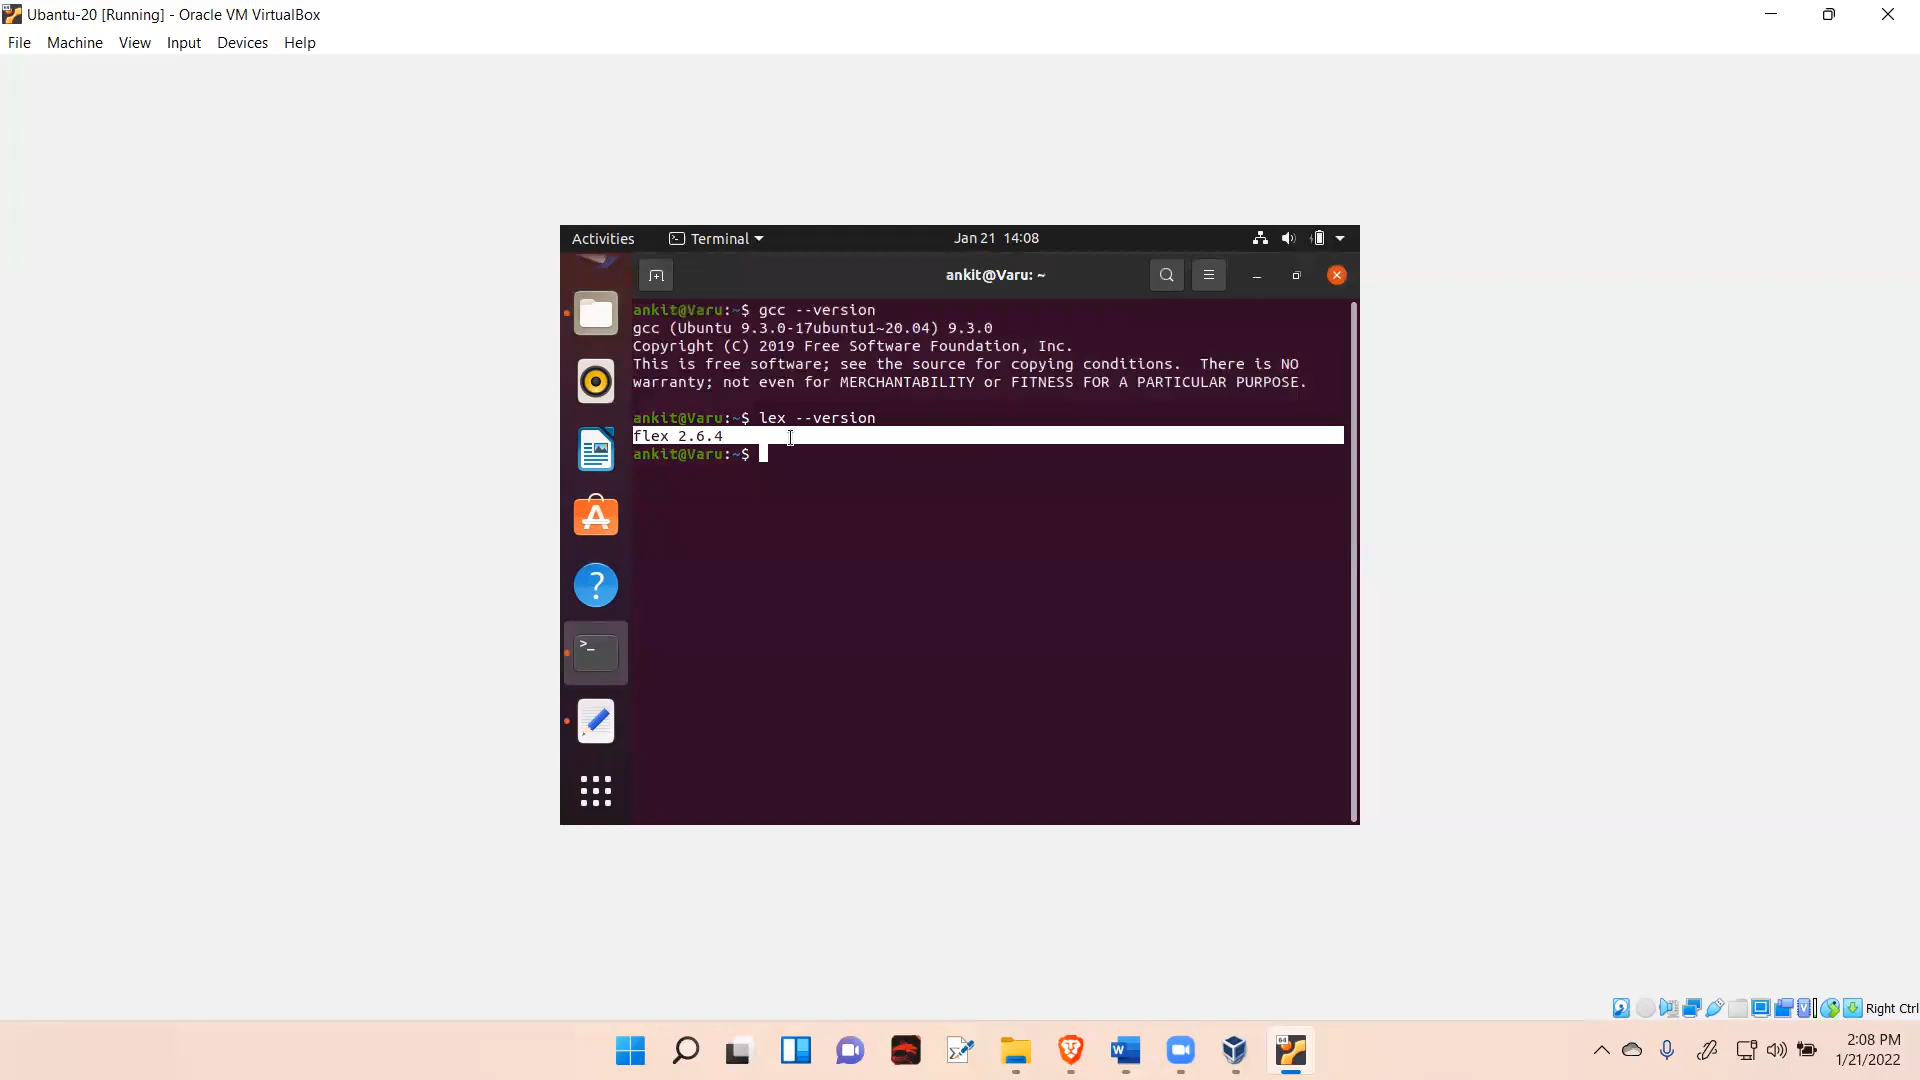 Ubantu-20 [Running] - Oracle VM VirtualBox
File Machine View Input Devices Help
Activities Terminal Jan 21 14:08
ankit@Varu: ~
ankit@Varu:~$ gcc --version
gcc (Ubuntu 9.3.0-17ubuntu1~20.04) 9.3.0
Copyright (C) 2019 Free Software Foundation, Inc.
This is free software; see the source for copying conditions.  There is NO
warranty; not even for MERCHANTABILITY or FITNESS FOR A PARTICULAR PURPOSE.
ankit@Varu:~$ lex --version
flex 2.6.4
ankit@Varu:~$
Right Ctrl
2:08 PM
1/21/2022